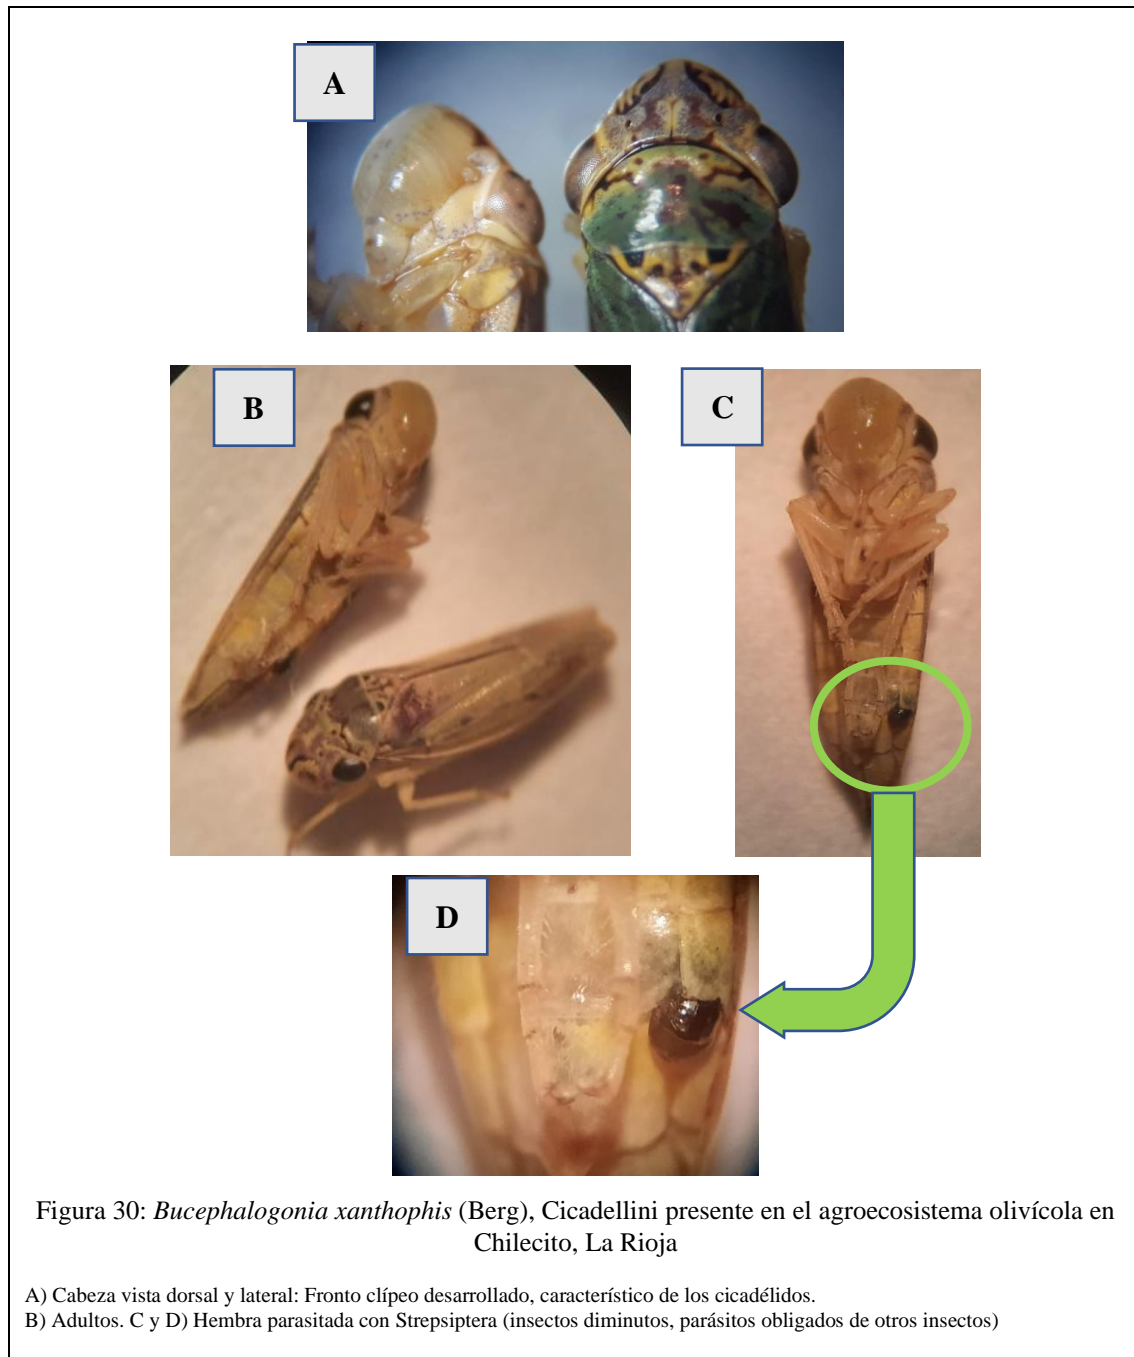 A
B
C
D
Figura 30: Bucephalogonia xanthophis (Berg), Cicadellini presente en el agroecosistema olivícola en
Chilecito, La Rioja
A) Cabeza vista dorsal y lateral: Fronto clípeo desarrollado, característico de los cicadélidos.
B) Adultos. C y D) Hembra parasitada con Strepsiptera (insectos diminutos, parásitos obligados de otros insectos)